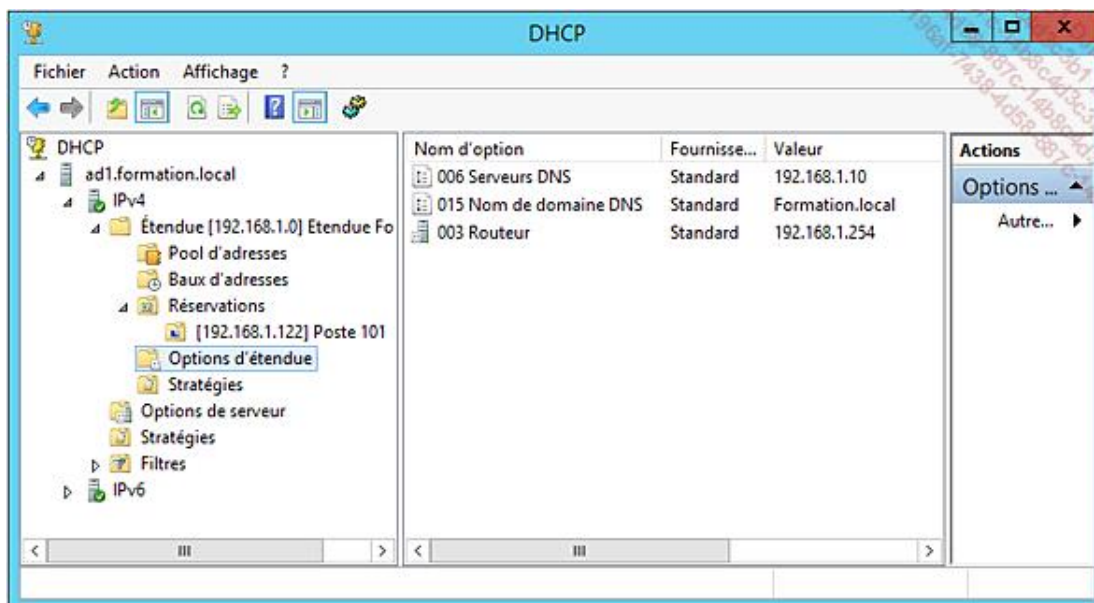 DHCP
Fichier Action Affichage ?
DHCP
ad1.formation.local
IPv4
Étendue [192.168.1.0] Etendue Fo
Pool d'adresses
Baux d'adresses
Réservations
[192.168.1.122] Poste 101
Options d'étendue
Stratégies
Options de serveur
Stratégies
Filtres
IPv6
Nom d'option Fournisse... Valeur
006 Serveurs DNS Standard 192.168.1.10
015 Nom de domaine DNS Standard Formation.local
003 Routeur Standard 192.168.1.254
Actions
Options ...
Autre...